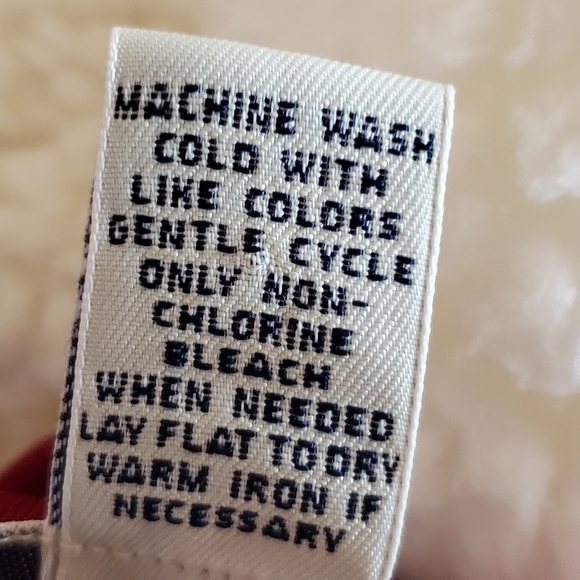 MACHINE WASH
COLD WITH
LIKE COLORS
GENTLE CYCLE
ONLY NON-
CHLORINE
BLEACH
WHEN NEEDED
LAY FLAT TO DRY
WARM IRON IF
NECESSARY